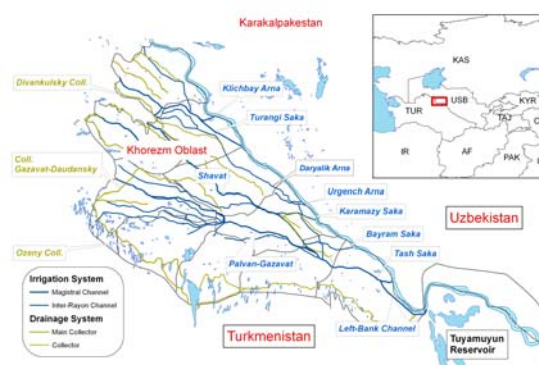 Karakalpakestan
KAS
USB
KYR
TUR
TAJ
IR
AF
PAK
Divankulsky Coll.
Klichbay Arna
Turangi Saka
Khorezm Oblast
Coll.
Gazavat-Daudansky
Shavat
Daryalik Arna
Urgench Arna
Karamazy Saka
Uzbekistan
Bayram Saka
Ozeny Coll.
Palvan-Gazavat
Tash Saka
Irrigation System
Magistral Channel
Inter-Rayon Channel
Drainage System
Main Collector
Collector
Turkmenistan
Left-Bank Channel
Tuyamuyun
Reservoir